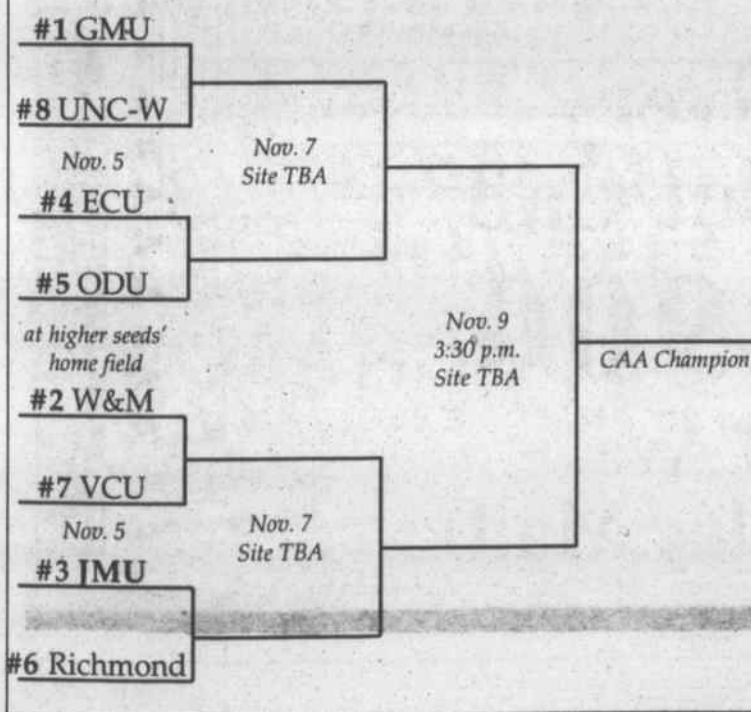 #1 GMU
#8 UNC-W
Nov. 5
#4 ECU
#5 ODU
at higher seeds'
home field
#2 W&M
#7 VCU
Nov. 5
#3 JMU
#6 Richmond
Nov. 7
Site TBA
Nov. 7
Site TBA
Nov. 9
3:30 p.m.
Site TBA
CAA Champion